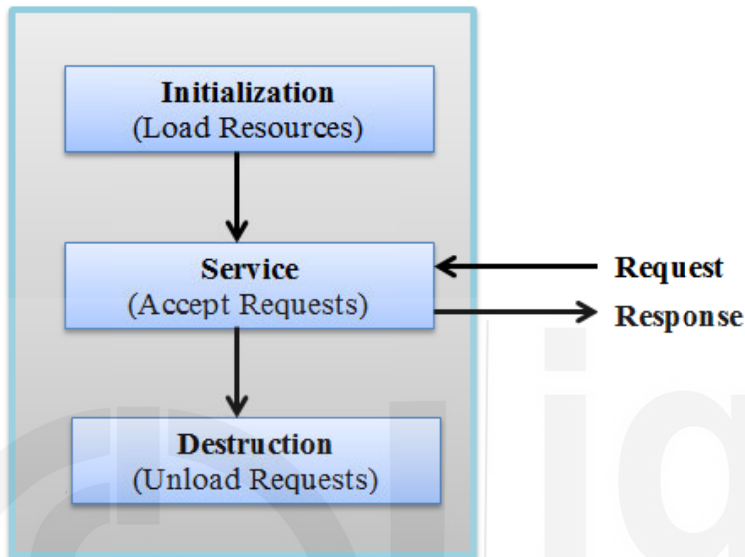 Initialization
(Load Resources)
Service
(Accept Requests)
Request
Response
Destruction
(Unload Requests)